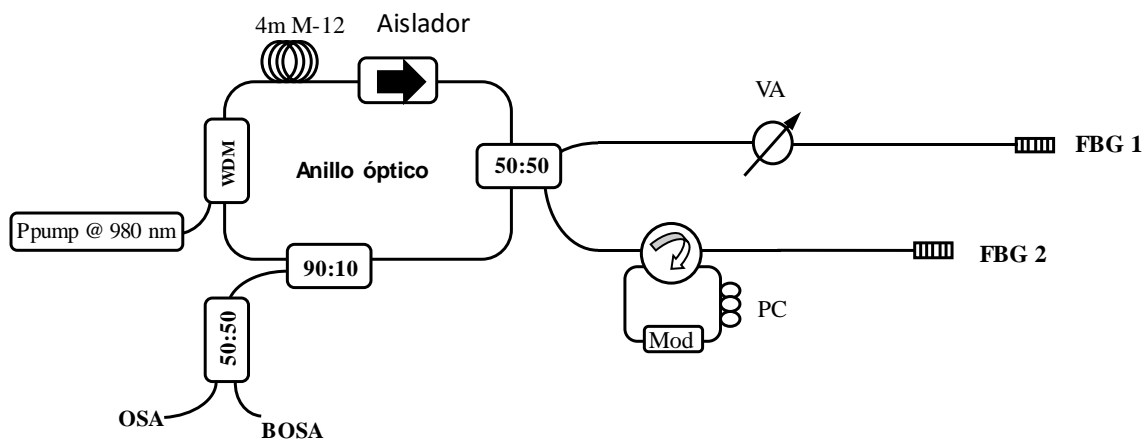 4m M-12
Aislador
VA
WDM
Anillo óptico
50:50
FBG 1
Ppump @ 980 nm
90:10
FBG 2
PC
Mod
50:50
OSA
BOSA